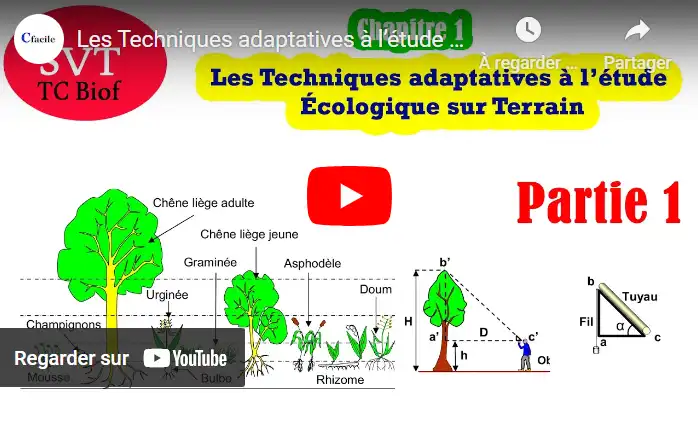 Chapitre 1
Cfacile
Les Techniques adaptatives à l'étude ...
À regarder ...
Partager
SVT
TC Biof
Les Techniques adaptatives à l'étude
Écologique sur Terrain
Partie 1
Chêne liège adulte
Chêne liège jeune
Graminée
Asphodèle
Urginée
Doum
Champignons
Mousse
Bulbe
Rhizome
b'
H
a'
D
c'
h
Ob
b
Tuyau
Fil
α
a
c
Regarder sur YouTube